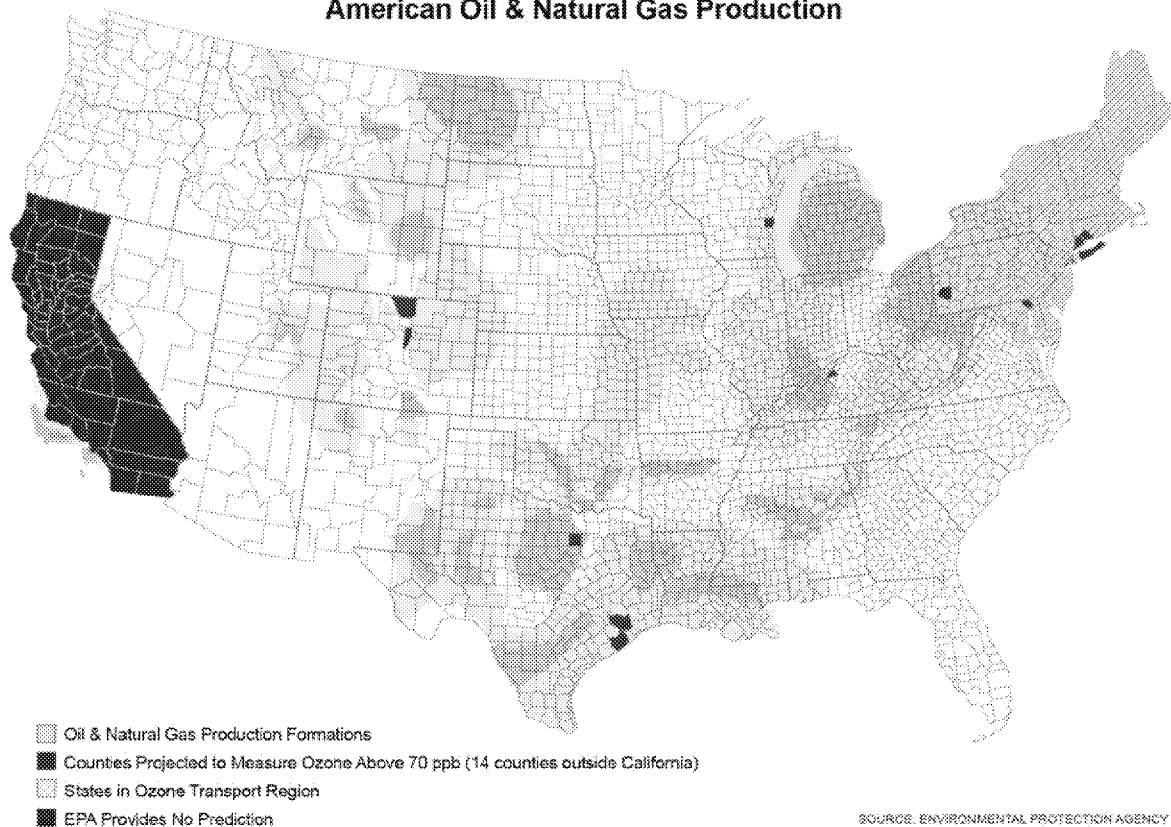 American Oil & Natural Gas Production
Oil & Natural Gas Production Formations
Counties Projected to Measure Ozone Above 70 ppb (14 counties outside California)
States in Ozone Transport Region
EPA Provides No Prediction
SOURCE: ENVIRONMENTAL PROTECTION AGENCY